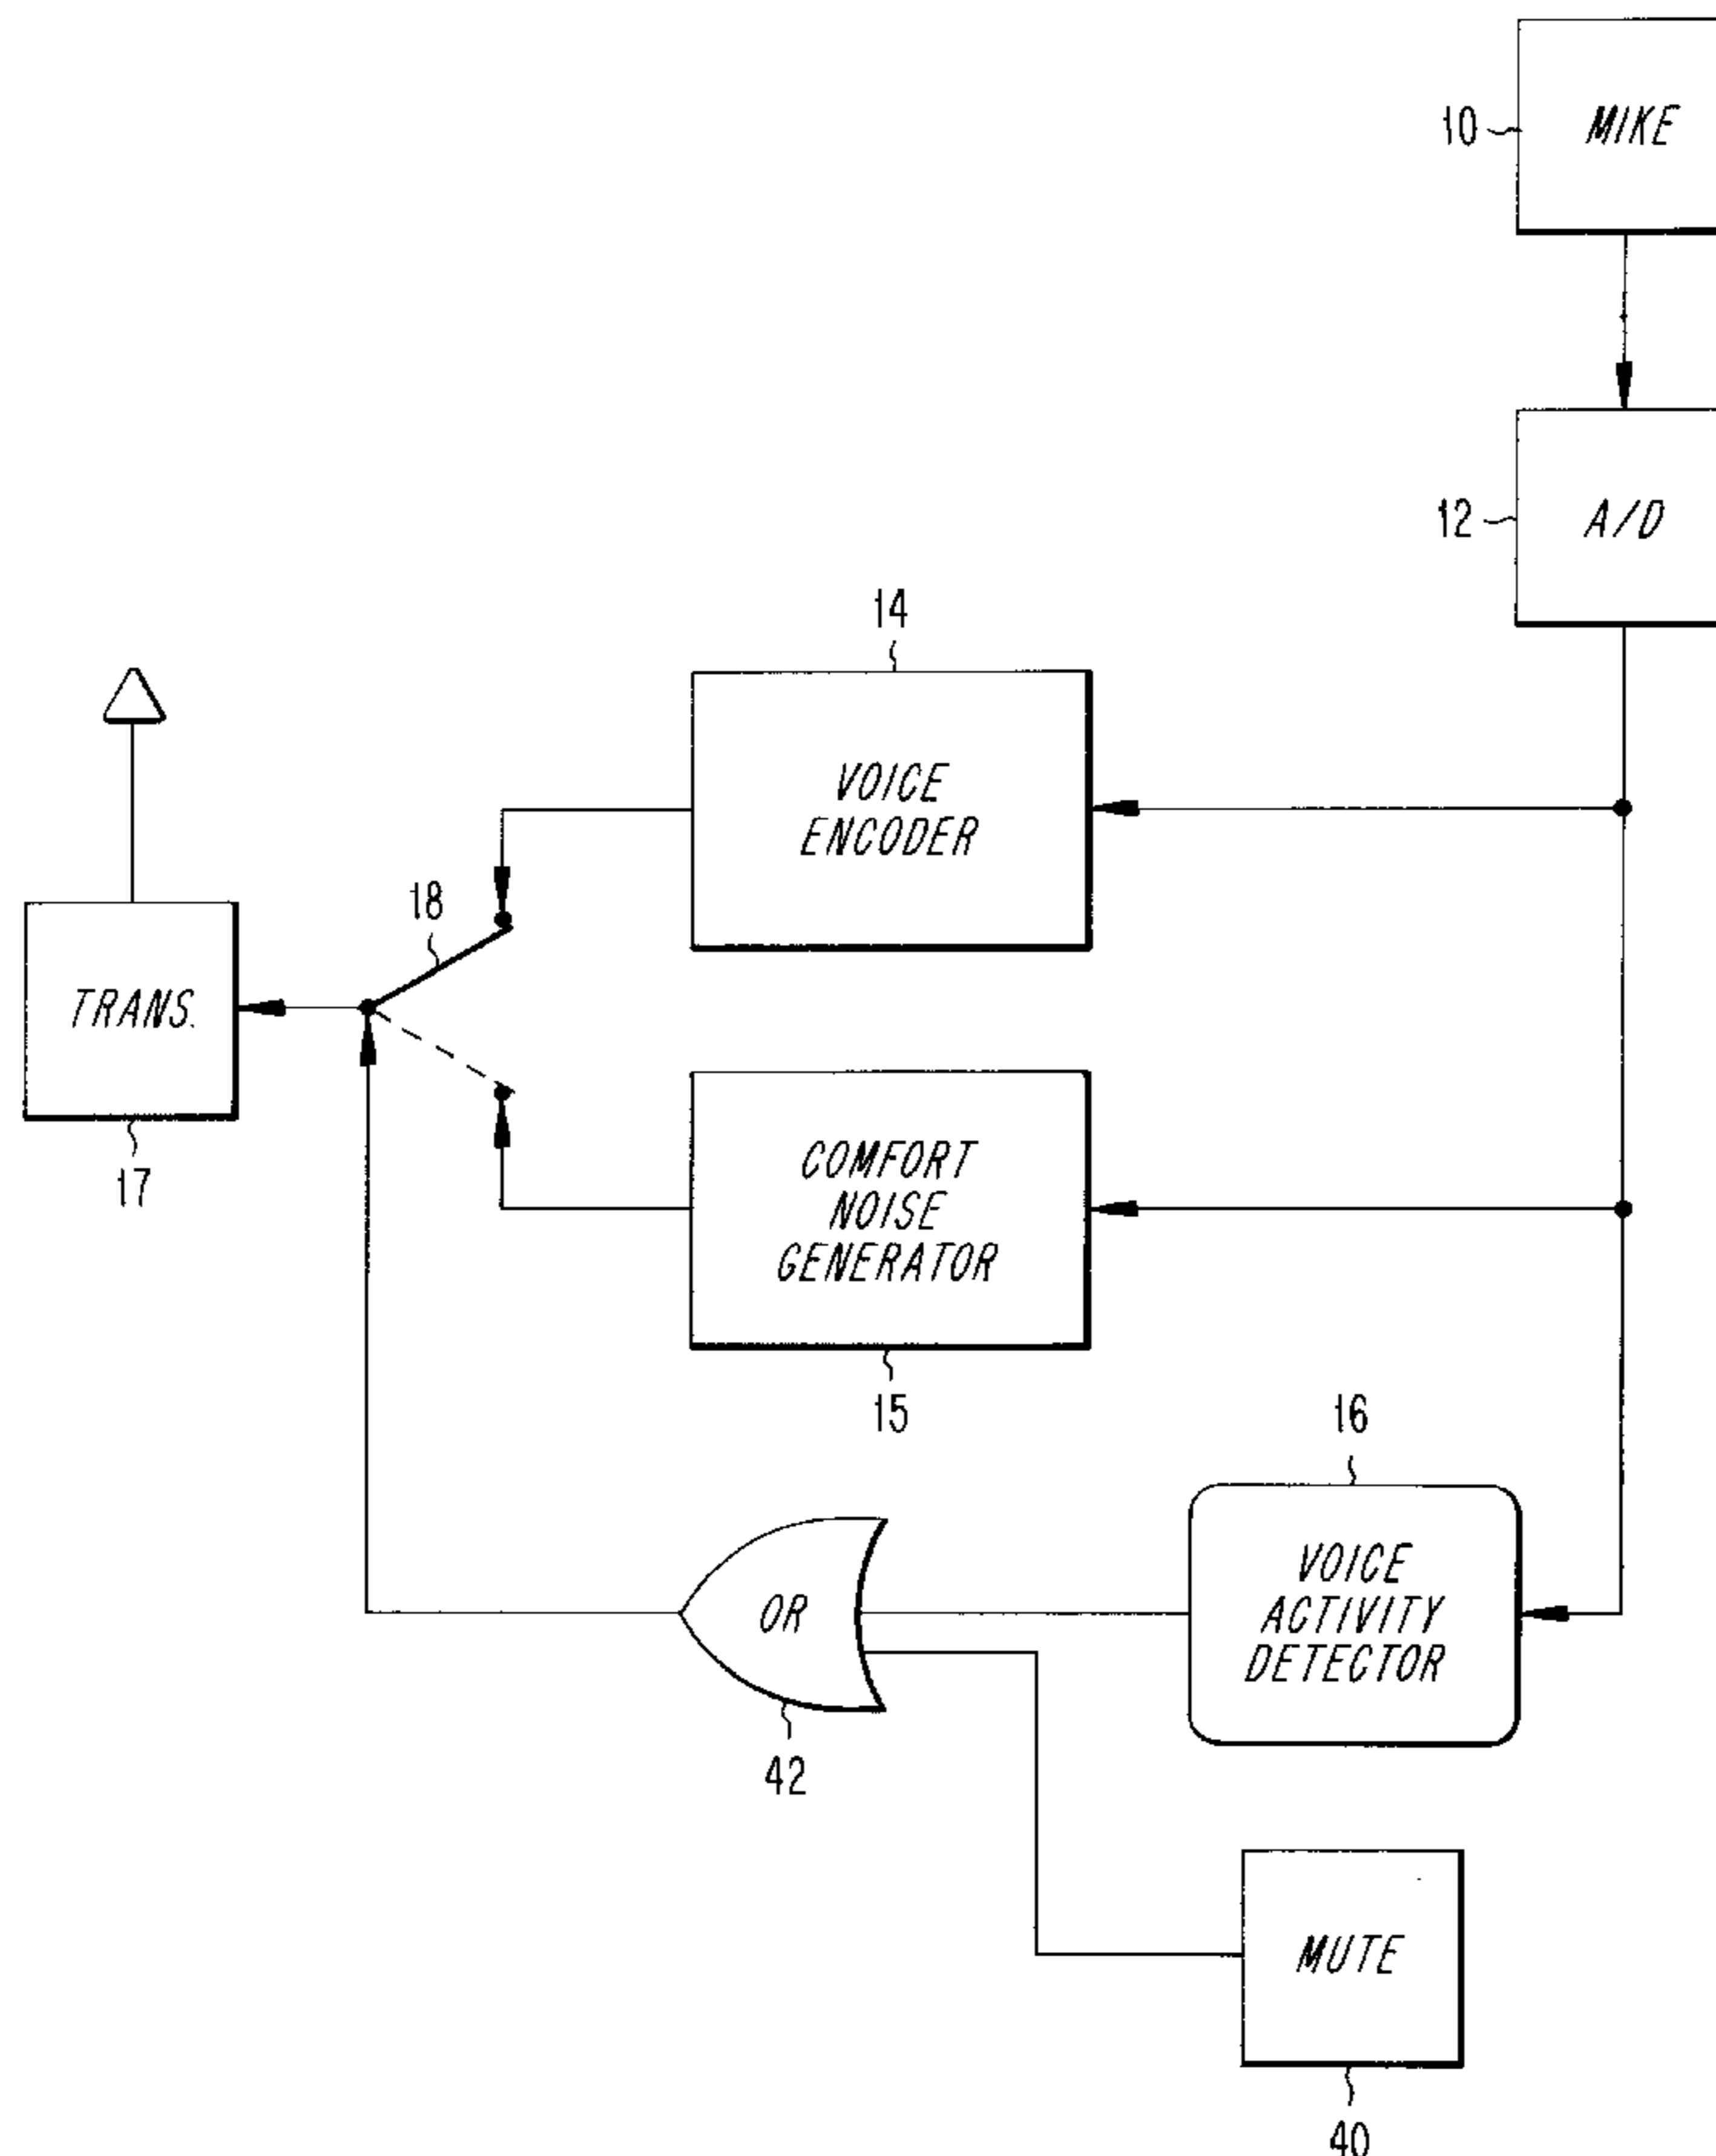 10
MIKE
12
A/D
14
VOICE
ENCODER
18
TRANS.
17
COMFORT
NOISE
GENERATOR
15
16
VOICE
ACTIVITY
DETECTOR
OR
42
MUTE
40